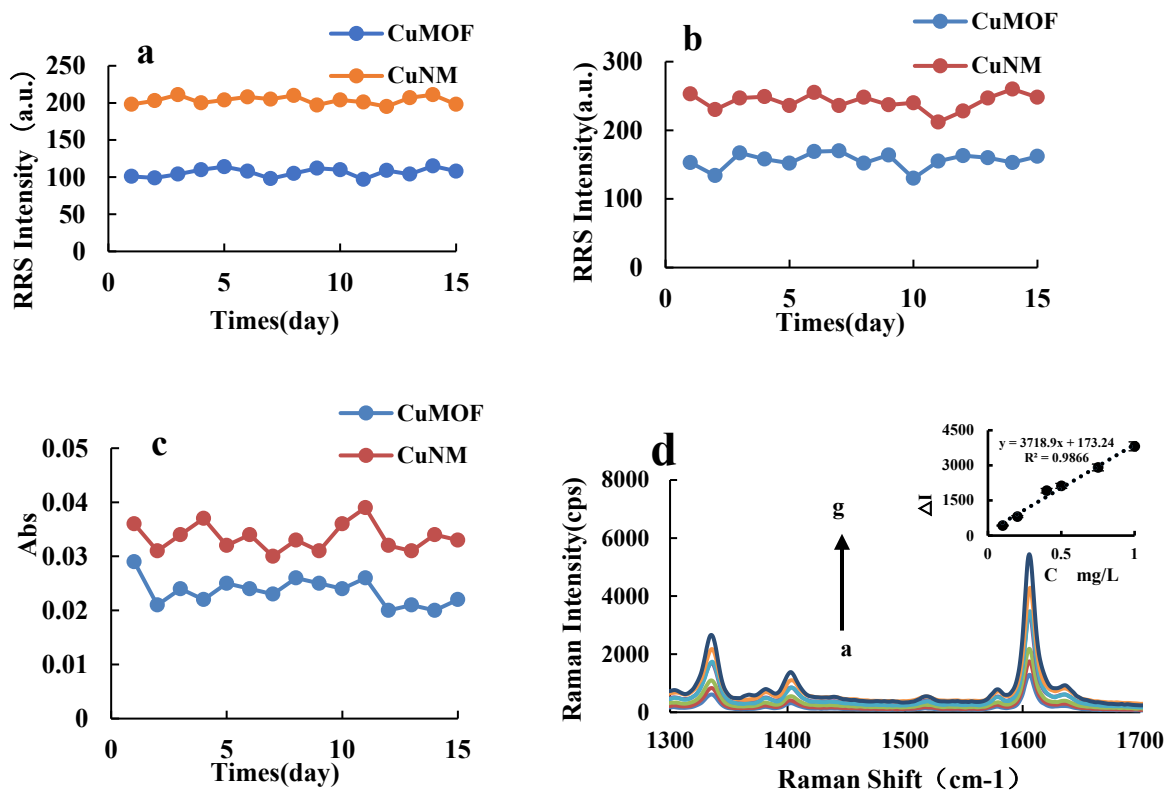 a
CuMOF
CuNM
RRS Intensity（a.u.）
250
200
150
100
50
0
0 5 10 15
Times(day)
b
CuMOF
CuNM
RRS Intensity(a.u.)
300
200
100
0
0 5 10 15
Times(day)
c
CuMOF
CuNM
Abs
0.05
0.04
0.03
0.02
0.01
0
0 5 10 15
Times(day)
d
Raman Intensity(cps)
8000
6000
4000
2000
0
1300 1400 1500 1600 1700
Raman Shift（cm-1）
g
a
y = 3718.9x + 173.24
R² = 0.9866
△I
4500
3000
1500
0
0 0.5 1
C mg/L